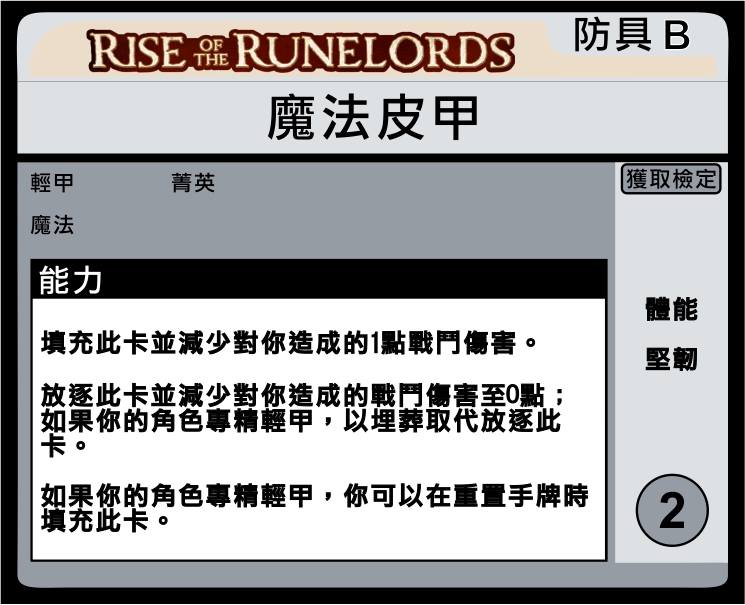 RISE OF THE RUNELORDS
防具 B
魔法皮甲
輕甲 菁英
獲取檢定
魔法
能力
填充此卡並減少對你造成的1點戰鬥傷害。
放逐此卡並減少對你造成的戰鬥傷害至0點；
如果你的角色專精輕甲，以埋葬取代放逐此
卡。
如果你的角色專精輕甲，你可以在重置手牌時
填充此卡。
體能
堅韌
2